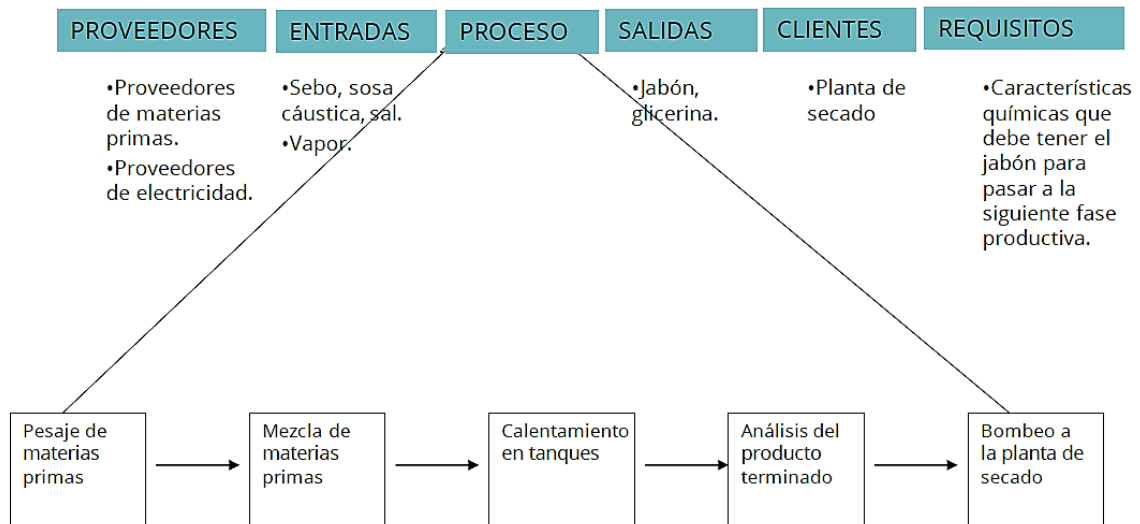 PROVEEDORES
ENTRADAS
PROCESO
SALIDAS
CLIENTES
REQUISITOS
•Proveedores
de materias
primas.
•Proveedores
de electricidad.
•Sebo, sosa
cáustica, sal.
•Vapor.
•Jabón,
glicerina.
•Planta de
secado
•Características
químicas que
debe tener el
jabón para
pasar a la
siguiente fase
productiva.
Pesaje de
materias
primas
Mezcla de
materias
primas
Calentamiento
en tanques
Análisis del
producto
terminado
Bombeo a
la planta de
secado